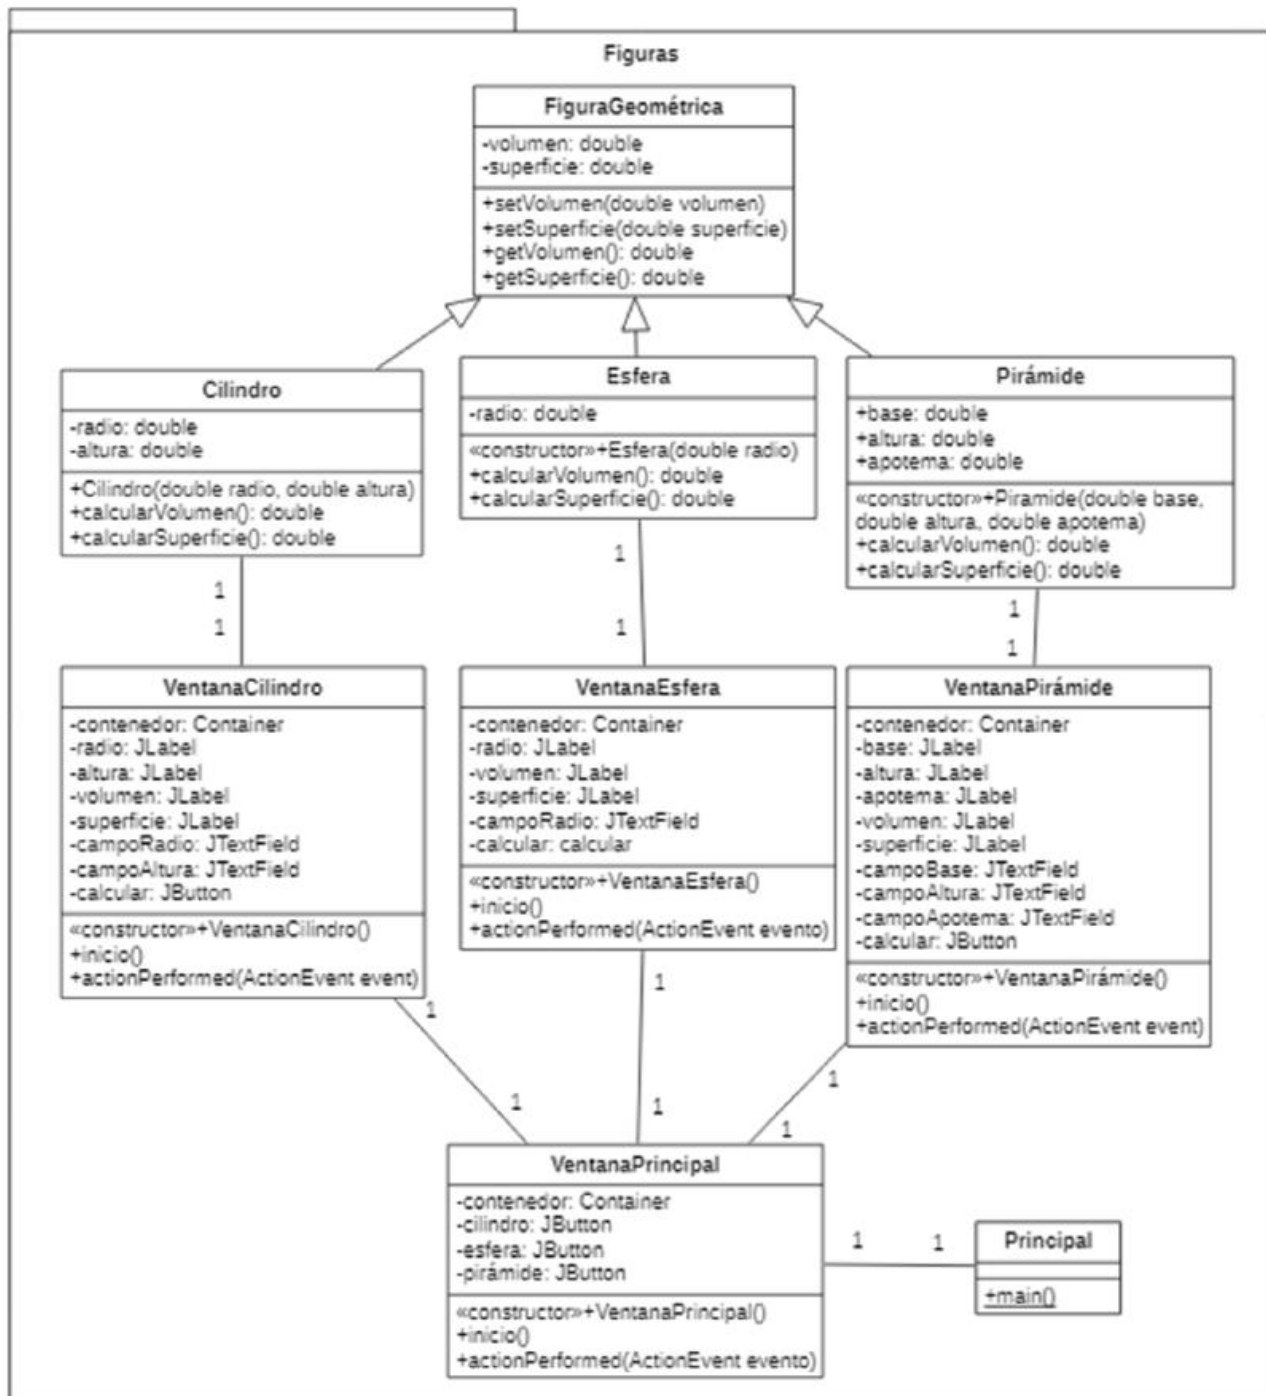 Figuras
FiguraGeométrica
-volumen: double
-superficie: double
+setVolumen(double volumen)
+setSuperficie(double superficie)
+getVolumen(): double
+getSuperficie(): double
Cilindro
-radio: double
-altura: double
+Cilindro(double radio, double altura)
+calcularVolumen(): double
+calcularSuperficie(): double
Esfera
-radio: double
«constructor»+Esfera(double radio)
+calcularVolumen(): double
+calcularSuperficie(): double
Pirámide
+base: double
+altura: double
+apotema: double
«constructor»+Piramide(double base,
double altura, double apotema)
+calcularVolumen(): double
+calcularSuperficie(): double
1
1
1
1
1
1
VentanaCilindro
-contenedor: Container
-radio: JLabel
-altura: JLabel
-volumen: JLabel
-superficie: JLabel
-campoRadio: JTextField
-campoAltura: JTextField
-calcular: JButton
«constructor»+VentanaCilindro()
+inicio()
+actionPerformed(ActionEvent event)
VentanaEsfera
-contenedor: Container
-radio: JLabel
-volumen: JLabel
-superficie: JLabel
-campoRadio: JTextField
-calcular: calcular
«constructor»+VentanaEsfera()
+inicio()
+actionPerformed(ActionEvent evento)
VentanaPirámide
-contenedor: Container
-base: JLabel
-altura: JLabel
-apotema: JLabel
-volumen: JLabel
-superficie: JLabel
-campoBase: JTextField
-campoAltura: JTextField
-campoApotema: JTextField
-calcular: JButton
«constructor»+VentanaPirámide()
+inicio()
+actionPerformed(ActionEvent event)
1
1
1
1
1
1
VentanaPrincipal
-contenedor: Container
-cilindro: JButton
-esfera: JButton
-pirámide: JButton
«constructor»+VentanaPrincipal()
+inicio()
+actionPerformed(ActionEvent evento)
1
1
Principal
+main()